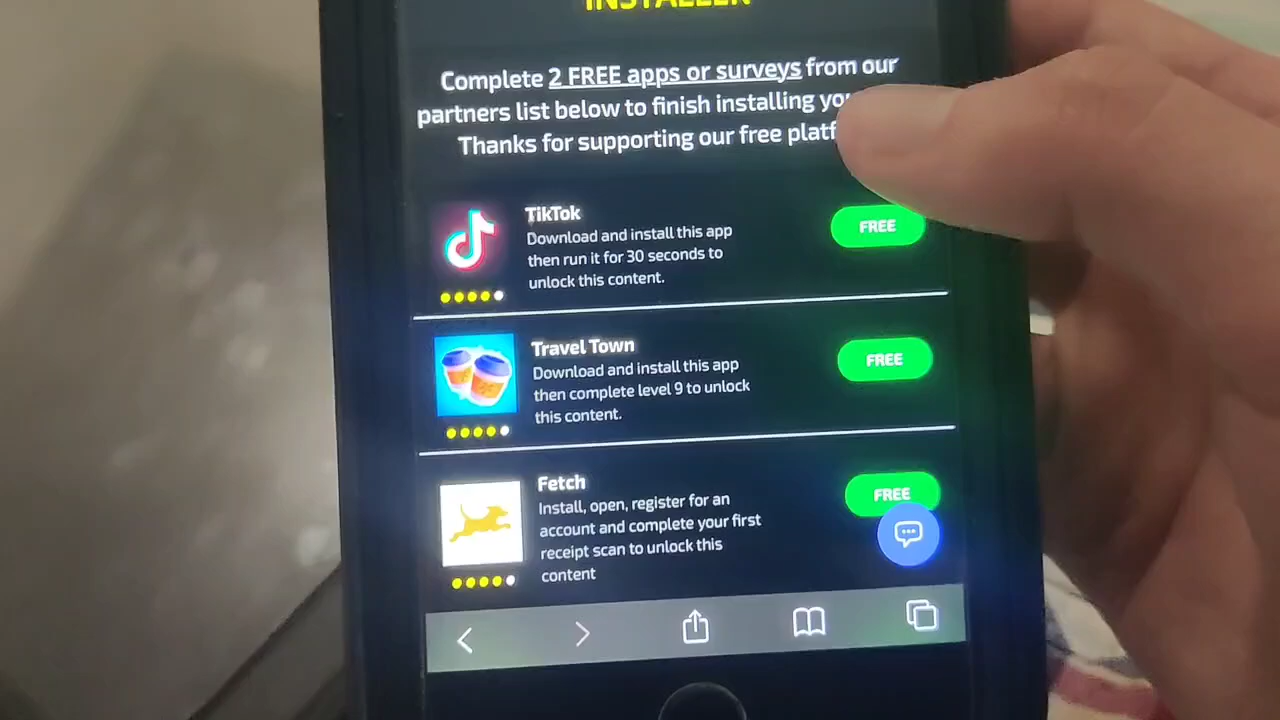 INSTALLER
Complete 2 FREE apps or surveys from our
partners list below to finish installing
Thanks for supporting our free
TikTok
Download and install this app
then run it for 30 seconds to
unlock this content.
FREE
Travel Town
Download and install this app
then complete level 9 to unlock
this content.
FREE
Fetch
Install, open, register for an
account and complete your first
receipt scan to unlock this
content
FREE